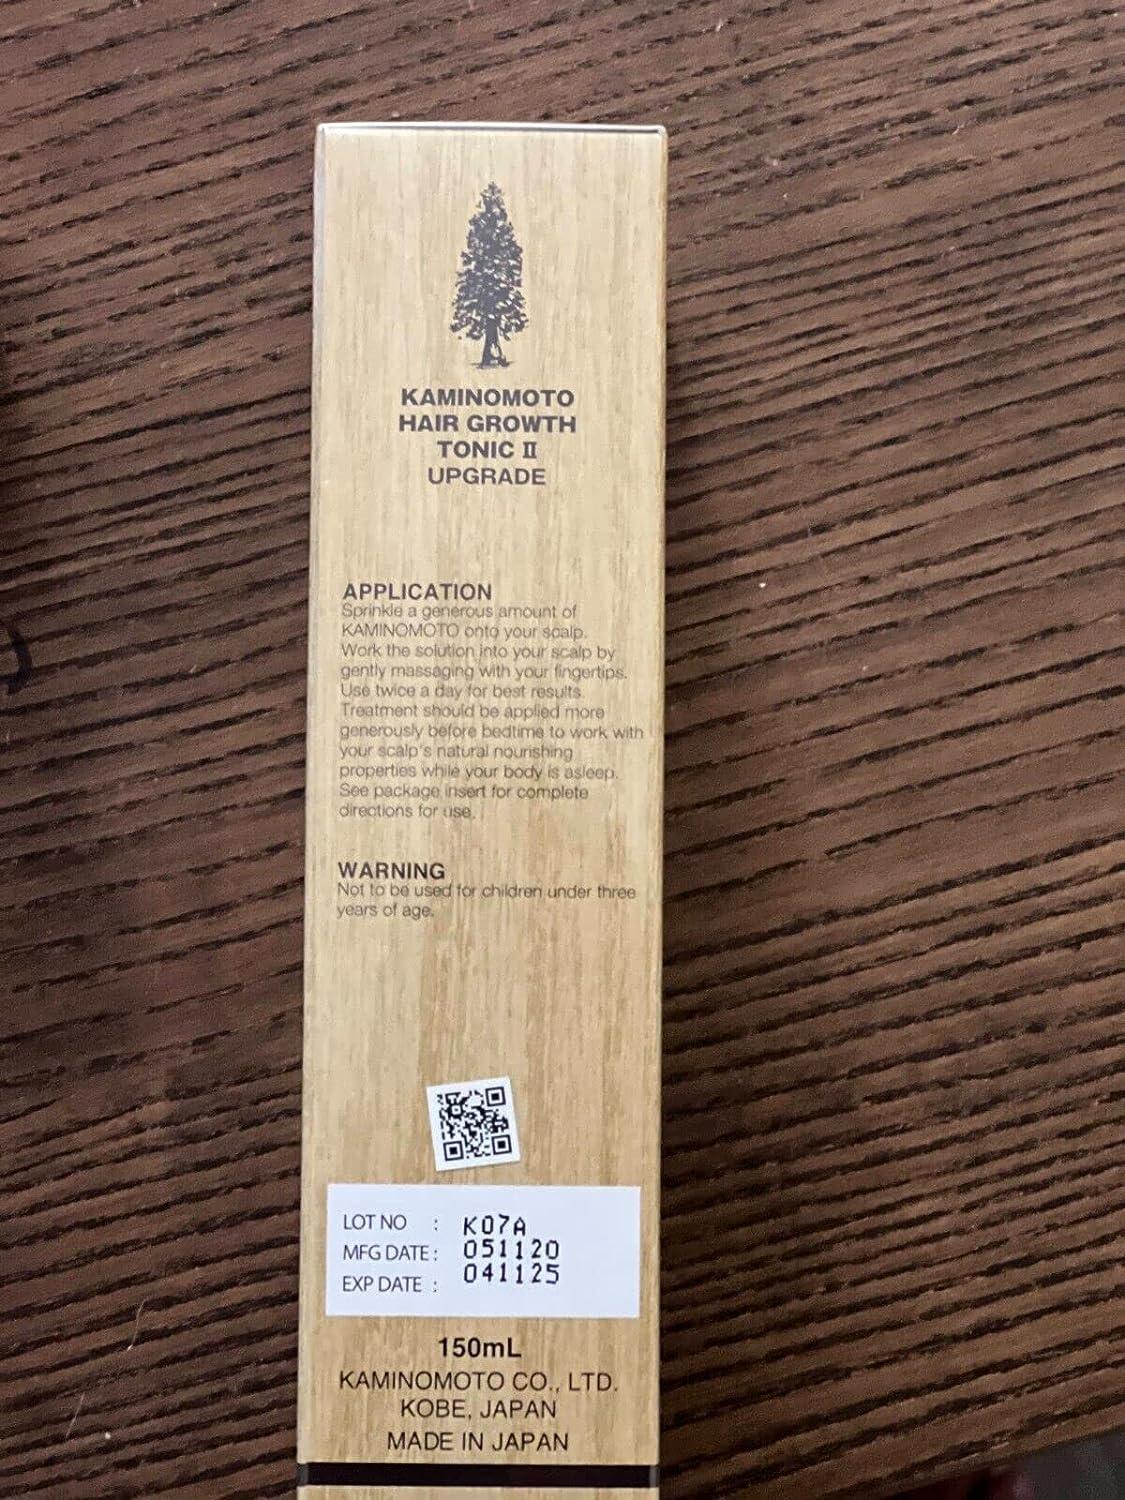 KAMINOMOTO
HAIR GROWTH
TONIC II
UPGRADE
APPLICATION
Sprinkle a generous amount of
KAMINOMOTO onto your scalp.
Work the solution into your scalp by
gently massaging with your fingertips.
Use twice a day for best results.
Treatment should be applied more
generously before bedtime to work with
your scalp's natural nourishing
properties while your body is asleep.
See package insert for complete
directions for use.
WARNING
Not to be used for children under three
years of age.
LOT NO : K07A
MFG DATE : 051120
EXP DATE : 041125
150mL
KAMINOMOTO CO., LTD.
KOBE, JAPAN
MADE IN JAPAN